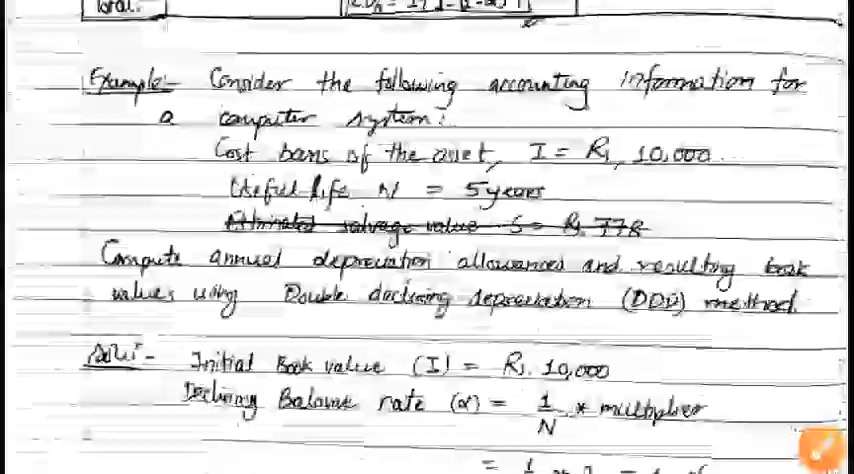 Total.
Example:- Consider the following accounting information for
a computer system:
Cost basis of the asset, I = Rs, 10,000.
Useful life N = 5 years
Estimated salvage value S = Rs. 778
Compute annual depreciation allowances and resulting book
values using Double declining depreciation (DDB) method.
Soln:- Initial Book value (I) = Rs. 10,000
Declining Balance rate (α) = 1/N * multiplier